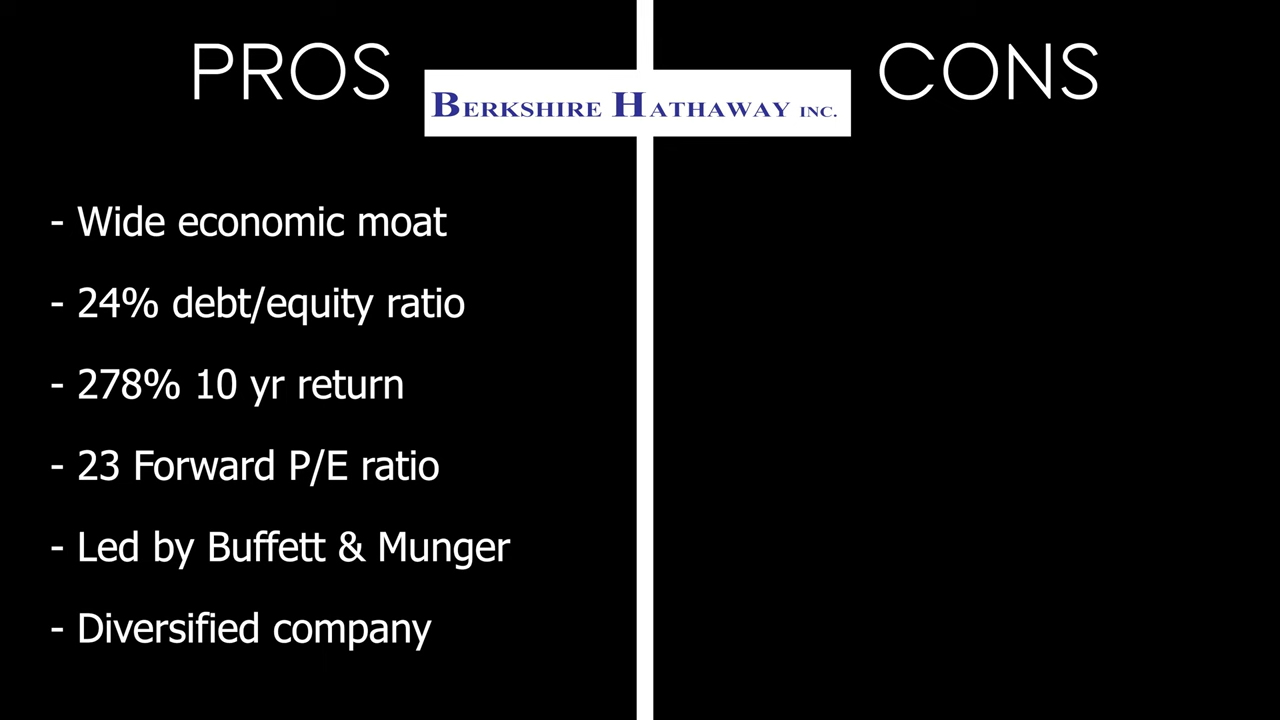 PROS
CONS
BERKSHIRE HATHAWAY INC.
- Wide economic moat
- 24% debt/equity ratio
- 278% 10 yr return
- 23 Forward P/E ratio
- Led by Buffett & Munger
- Diversified company